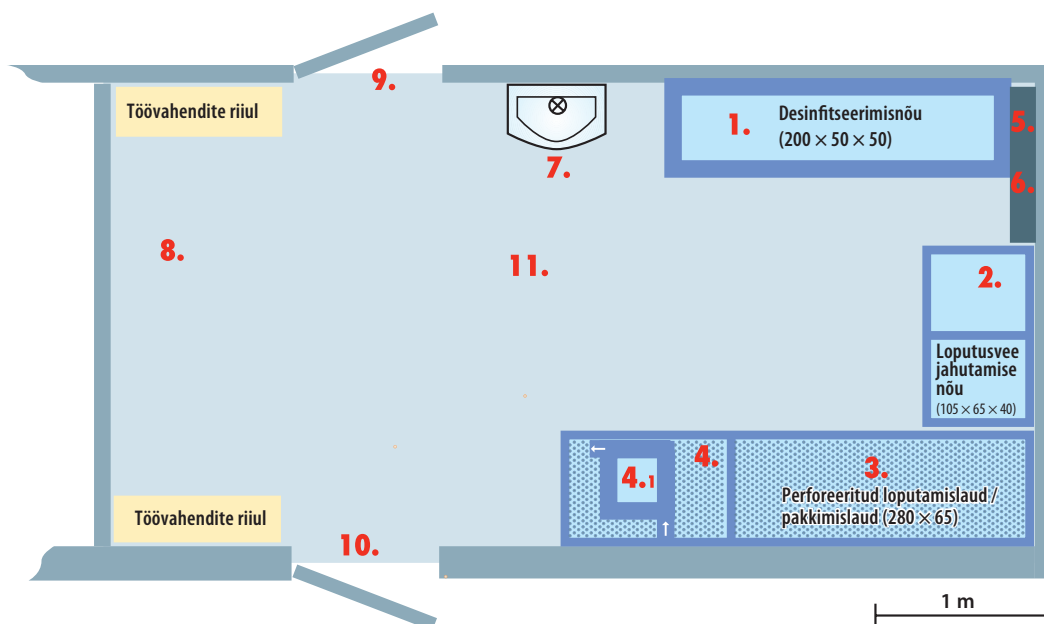 9.
Töövahendite riiul
7.
1.
Desinfitseerimisnõu
(200 × 50 × 50)
5.
6.
8.
11.
2.
Loputusvee
jahutamise
nõu
(105 × 65 × 40)
4.1
4.
3.
Perforeeritud loputamislaud /
pakkimislaud (280 × 65)
Töövahendite riiul
10.
1 m